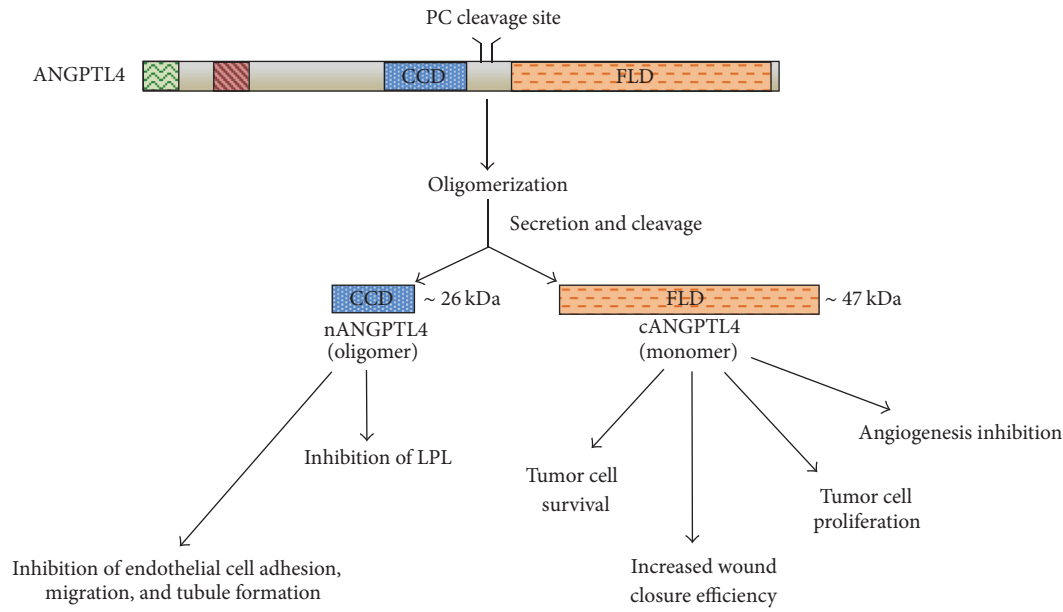 PC cleavage site
ANGPTL4
CCD
FLD
Oligomerization
Secretion and cleavage
CCD
~ 26 kDa
FLD
~ 47 kDa
nANGPTL4
(oligomer)
cANGPTL4
(monomer)
Inhibition of LPL
Angiogenesis inhibition
Tumor cell
survival
Tumor cell
proliferation
Inhibition of endothelial cell adhesion,
migration, and tubule formation
Increased wound
closure efficiency